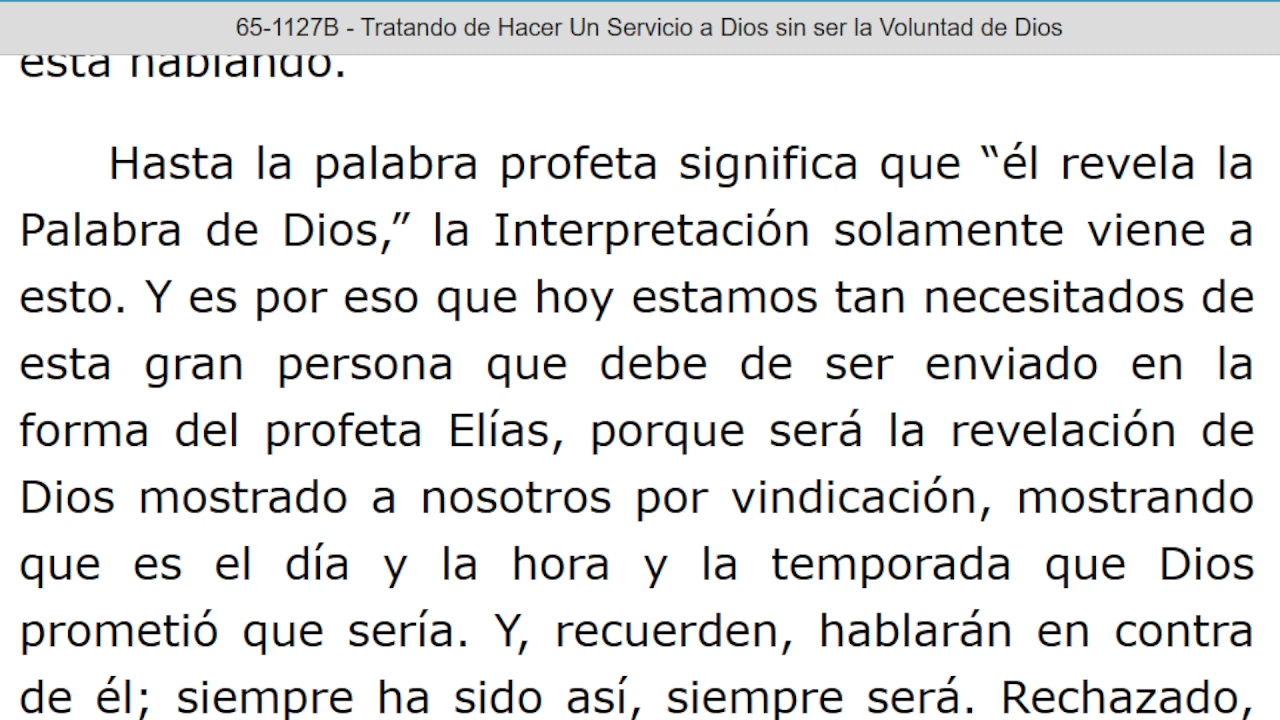 65-1127B - Tratando de Hacer Un Servicio a Dios sin ser la Voluntad de Dios
está hablando.
Hasta la palabra profeta significa que “él revela la
Palabra de Dios,” la Interpretación solamente viene a
esto. Y es por eso que hoy estamos tan necesitados de
esta gran persona que debe de ser enviado en la
forma del profeta Elías, porque será la revelación de
Dios mostrado a nosotros por vindicación, mostrando
que es el día y la hora y la temporada que Dios
prometió que sería. Y, recuerden, hablarán en contra
de él; siempre ha sido así, siempre será. Rechazado,